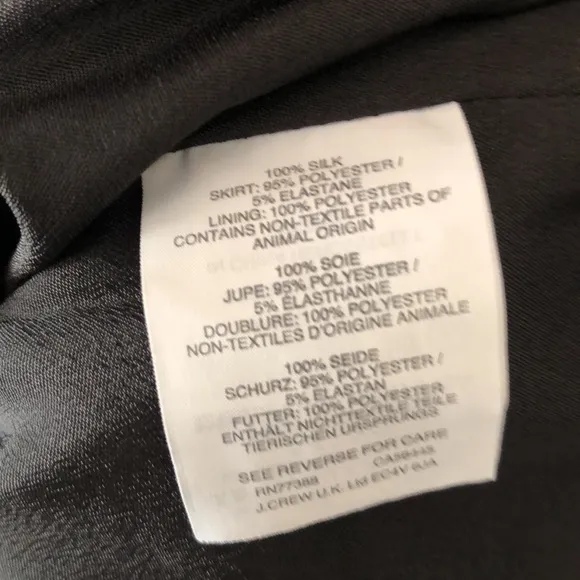 100% SILK
SKIRT: 95% POLYESTER /
5% ELASTANE
LINING: 100% POLYESTER
CONTAINS NON-TEXTILE PARTS OF
ANIMAL ORIGIN
100% SOIE
JUPE: 95% POLYESTER /
5% ÉLASTHANNE
DOUBLURE: 100% POLYESTER
NON-TEXTILES D'ORIGINE ANIMALE
100% SEIDE
SCHURZ: 95% POLYESTER /
5% ELASTAN
FUTTER: 100% POLYESTER
ENTHÄLT NICHTTEXTILE TEILE
TIERISCHEN URSPRUNGS
SEE REVERSE FOR CARE
RN77388
J.CREW U.K. Ltd EC4V 6JA